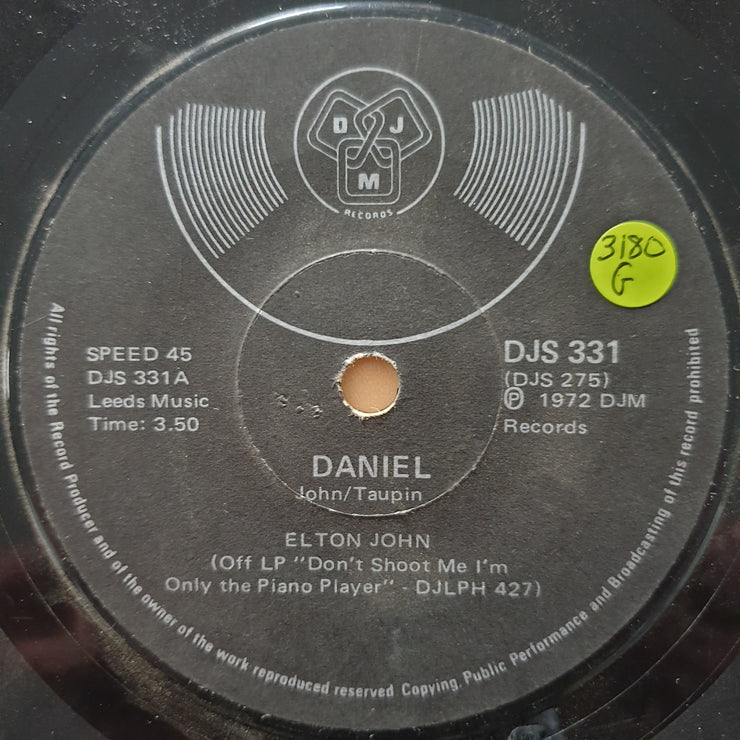 D J
M
RECORDS
3180
G
SPEED 45
DJS 331A
Leeds Music
Time: 3.50
DJS 331
(DJS 275)
Ⓟ 1972 DJM
Records
DANIEL
John/Taupin
ELTON JOHN
(Off LP "Don't Shoot Me I'm
Only the Piano Player" - DJLPH 427)
All rights of the Record Producer and of the owner of the work reproduced reserved Copying, Public Performance and Broadcasting of this record prohibited